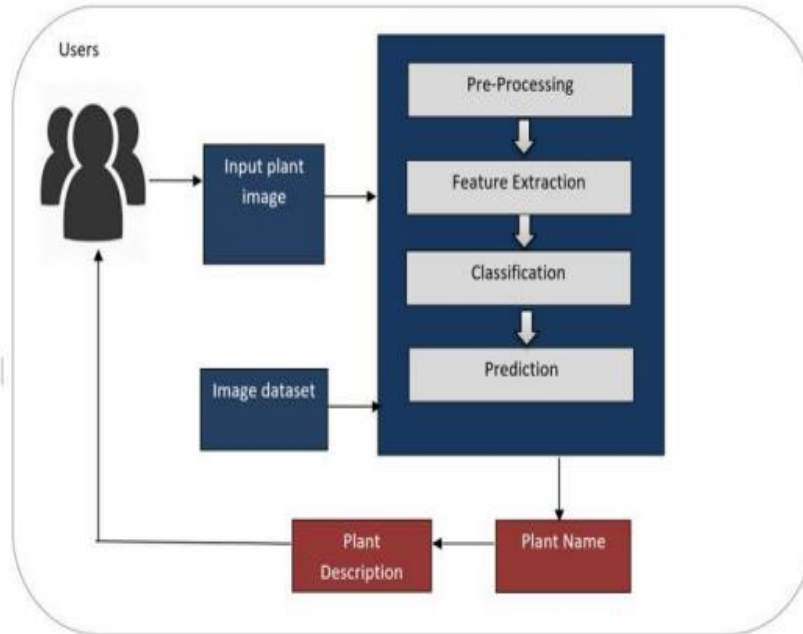 Users
Pre-Processing
Input plant
image
Feature Extraction
Classification
Prediction
Image dataset
Plant
Description
Plant Name